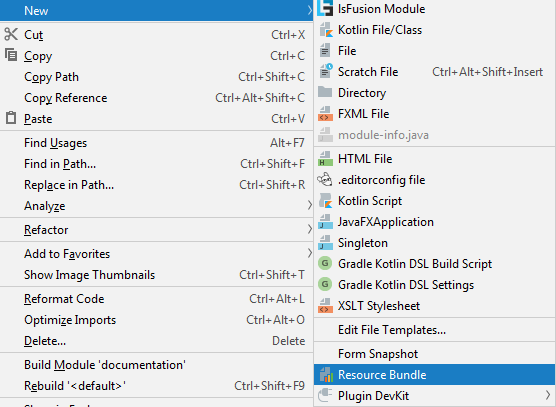 New
Cut Ctrl+X
Copy Ctrl+C
Copy Path Ctrl+Shift+C
Copy Reference Ctrl+Alt+Shift+C
Paste Ctrl+V
Find Usages Alt+F7
Find in Path... Ctrl+Shift+F
Replace in Path... Ctrl+Shift+R
Analyze
Refactor
Add to Favorites
Show Image Thumbnails Ctrl+Shift+T
Reformat Code Ctrl+Alt+L
Optimize Imports Ctrl+Alt+O
Delete... Delete
Build Module 'documentation'
Rebuild '<default>' Ctrl+Shift+F9
lsFusion Module
Kotlin File/Class
File
Scratch File Ctrl+Alt+Shift+Insert
Directory
FXML File
module-info.java
HTML File
.editorconfig file
Kotlin Script
JavaFXApplication
Singleton
Gradle Kotlin DSL Build Script
Gradle Kotlin DSL Settings
XSLT Stylesheet
Edit File Templates...
Form Snapshot
Resource Bundle
Plugin DevKit